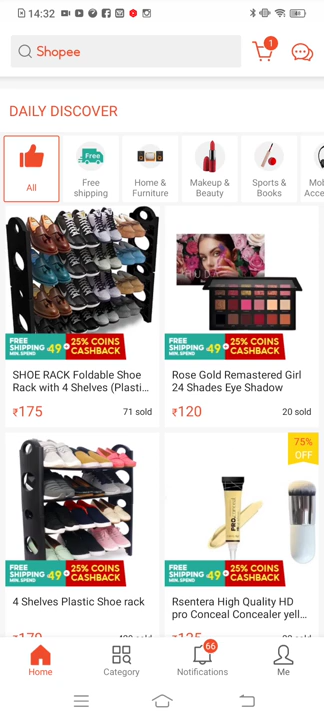 14:32
Shopee
1
DAILY DISCOVER
All
Free
Free
shipping
Home &
Furniture
Makeup &
Beauty
Sports &
Books
Mob
Acce
FREE SHIPPING MIN. SPEND 49 + 25% COINS CASHBACK
FREE SHIPPING MIN. SPEND 49 + 25% COINS CASHBACK
SHOE RACK Foldable Shoe
Rack with 4 Shelves (Plasti...
₹175
71 sold
Rose Gold Remastered Girl
24 Shades Eye Shadow
₹120
20 sold
75%
OFF
PRO.conceal
FREE SHIPPING MIN. SPEND 49 + 25% COINS CASHBACK
FREE SHIPPING MIN. SPEND 49 + 25% COINS CASHBACK
4 Shelves Plastic Shoe rack
Rsentera High Quality HD
pro Conceal Concealer yell...
66
Home
Category
Notifications
Me